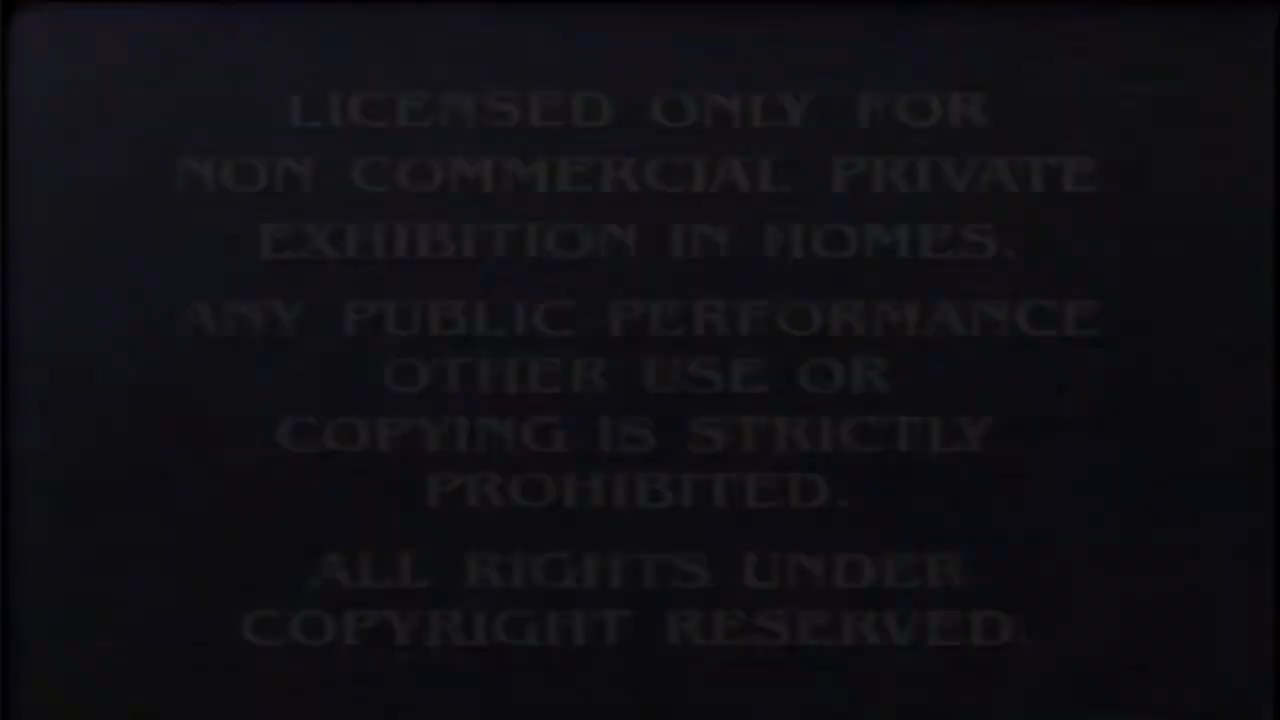 LICENSED ONLY FOR
NON COMMERCIAL PRIVATE
EXHIBITION IN HOMES.
ANY PUBLIC PERFORMANCE
OTHER USE OR
COPYING IS STRICTLY
PROHIBITED.
ALL RIGHTS UNDER
COPYRIGHT RESERVED.